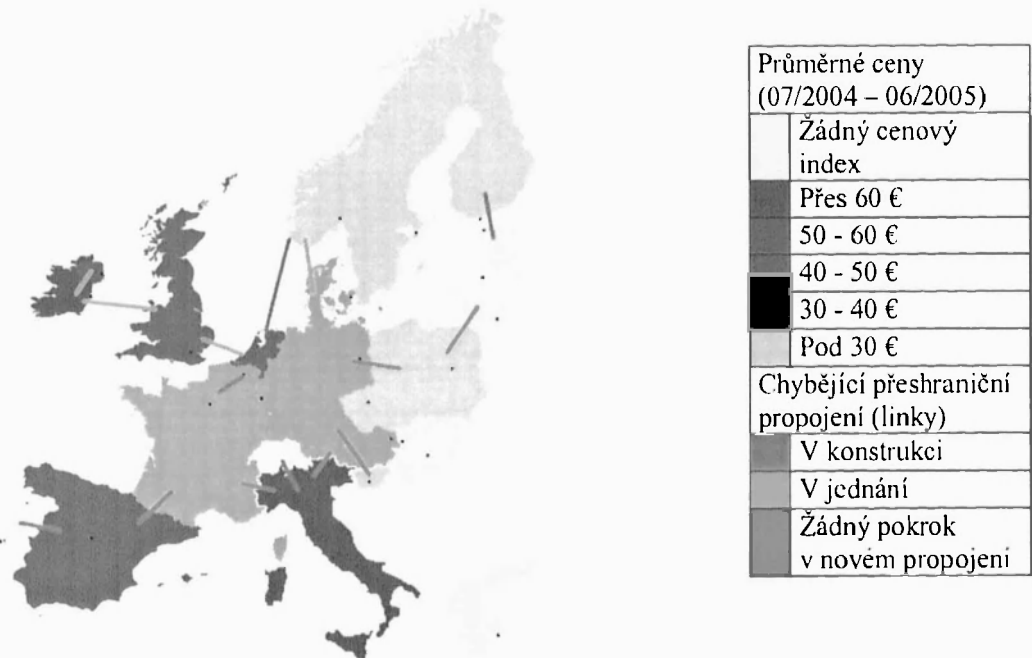 Průměrné ceny
(07/2004 – 06/2005)
Žádný cenový
index
Přes 60 €
50 - 60 €
40 - 50 €
30 - 40 €
Pod 30 €
Chybějící přeshraniční
propojení (linky)
V konstrukci
V jednání
Žádný pokrok
v novém propojení